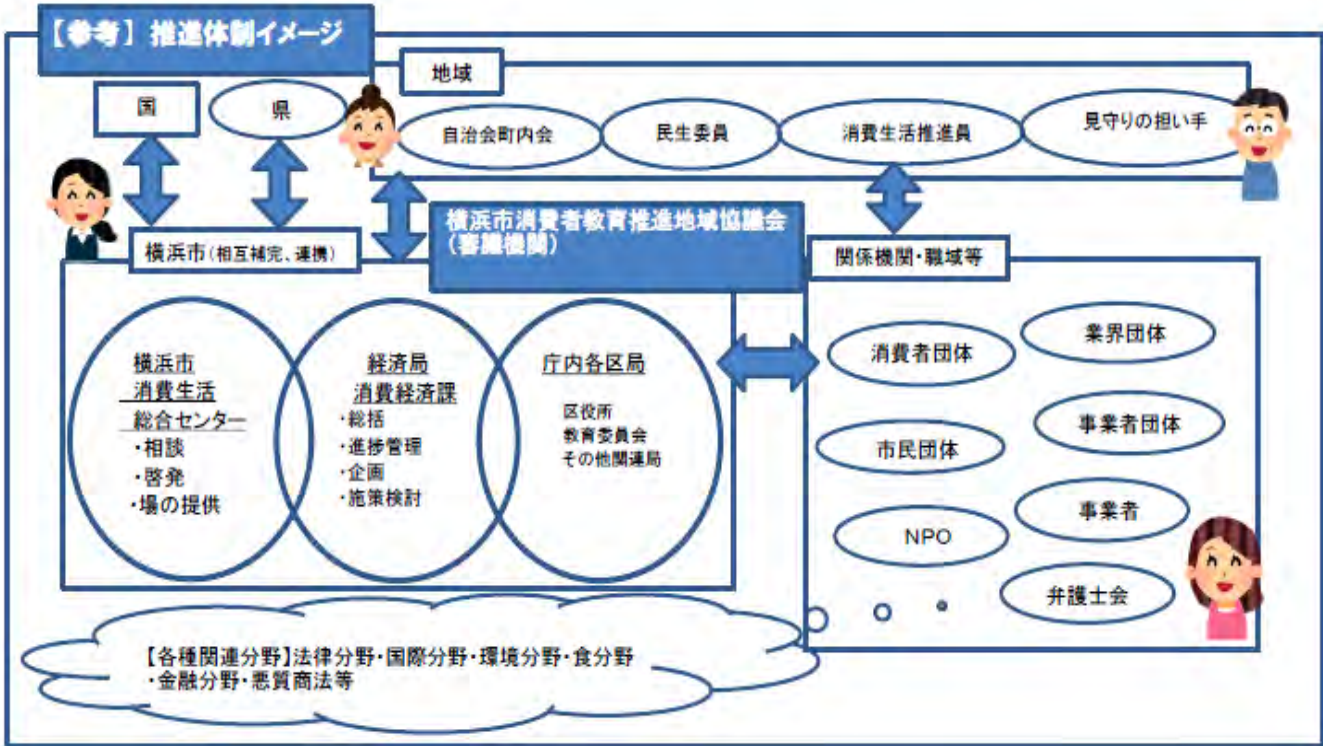 【参考】推進体制イメージ
国
県
地域
自治会町内会
民生委員
消費生活推進員
見守りの担い手
横浜市（相互補完、連携）
横浜市消費者教育推進地域協議会
（審議機関）
関係機関・職域等
横浜市
消費生活
総合センター
・相談
・啓発
・場の提供
経済局
消費経済課
・総括
・進捗管理
・企画
・施策検討
庁内各区局
区役所
教育委員会
その他関連局
消費者団体
業界団体
市民団体
事業者団体
NPO
事業者
弁護士会
【各種関連分野】法律分野・国際分野・環境分野・食分野
・金融分野・悪質商法等